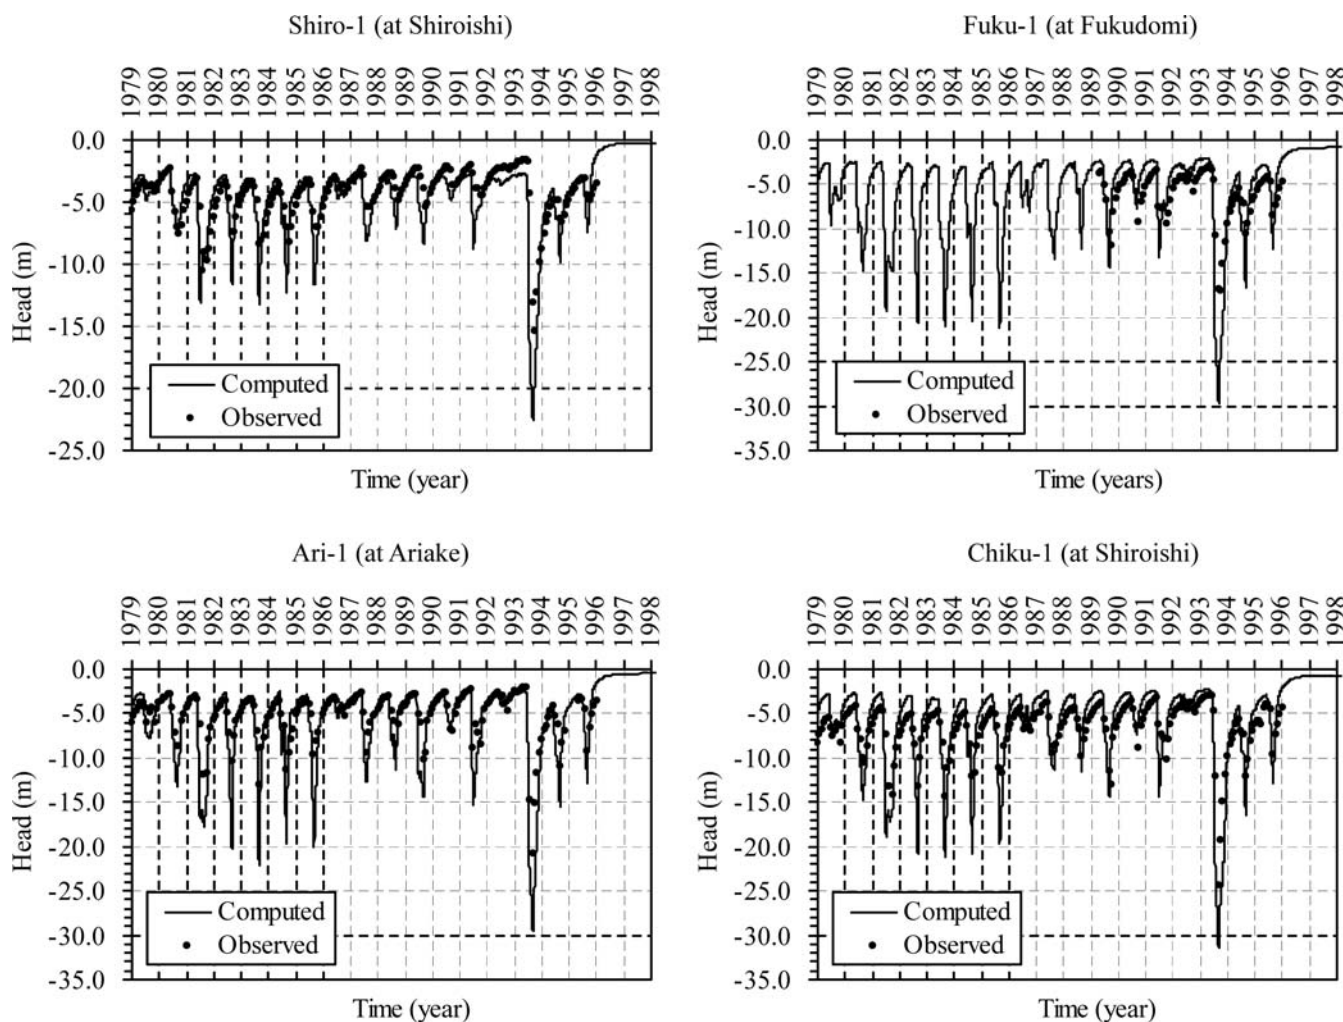 Shiro-1 (at Shiroishi)
1979 1980 1981 1982 1983 1984 1985 1986 1987 1988 1989 1990 1991 1992 1993 1994 1995 1996 1997 1998
0.0
-5.0
-10.0
-15.0
-20.0
-25.0
Head (m)
Computed
Observed
Time (year)
Fuku-1 (at Fukudomi)
1979 1980 1981 1982 1983 1984 1985 1986 1987 1988 1989 1990 1991 1992 1993 1994 1995 1996 1997 1998
0.0
-5.0
-10.0
-15.0
-20.0
-25.0
-30.0
-35.0
Head (m)
Computed
Observed
Time (years)
Ari-1 (at Ariake)
1979 1980 1981 1982 1983 1984 1985 1986 1987 1988 1989 1990 1991 1992 1993 1994 1995 1996 1997 1998
0.0
-5.0
-10.0
-15.0
-20.0
-25.0
-30.0
-35.0
Head (m)
Computed
Observed
Time (year)
Chiku-1 (at Shiroishi)
1979 1980 1981 1982 1983 1984 1985 1986 1987 1988 1989 1990 1991 1992 1993 1994 1995 1996 1997 1998
0.0
-5.0
-10.0
-15.0
-20.0
-25.0
-30.0
-35.0
Head (m)
Computed
Observed
Time (year)